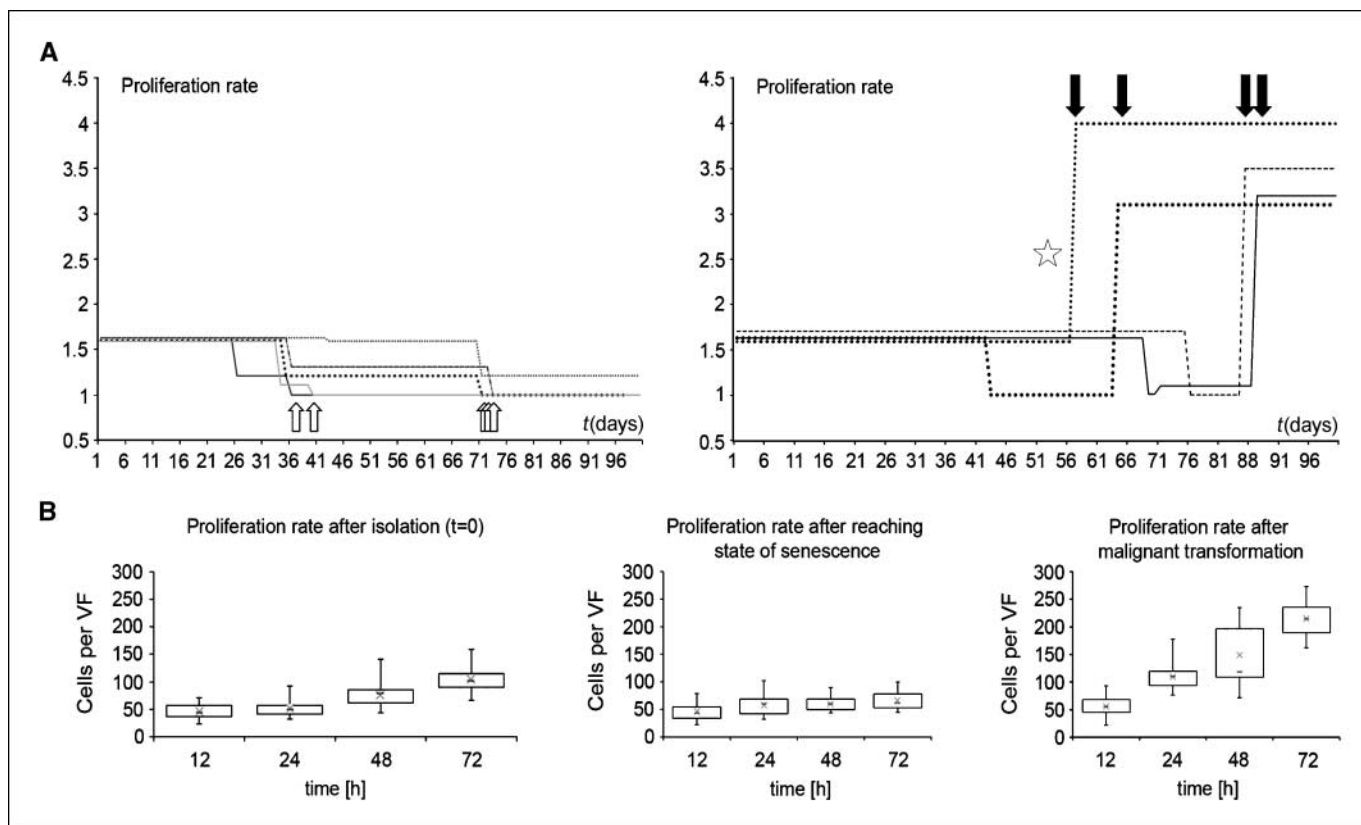 A
Proliferation rate
4.5
4
3.5
3
2.5
2
1.5
1
0.5
t(days)
1 6 11 16 21 26 31 36 41 46 51 56 61 66 71 76 81 86 91 96
Proliferation rate
4.5
4
3.5
3
2.5
2
1.5
1
0.5
t(days)
1 6 11 16 21 26 31 36 41 46 51 56 61 66 71 78 81 88 91 96
B
Proliferation rate after isolation (t=0)
Cells per VF
300
250
200
150
100
50
0
12 24 48 72
time [h]
Proliferation rate after reaching
state of senescence
Cells per VF
300
250
200
150
100
50
0
12 24 48 72
time [h]
Proliferation rate after
malignant transformation
Cells per VF
300
250
200
150
100
50
0
12 24 48 72
time [h]